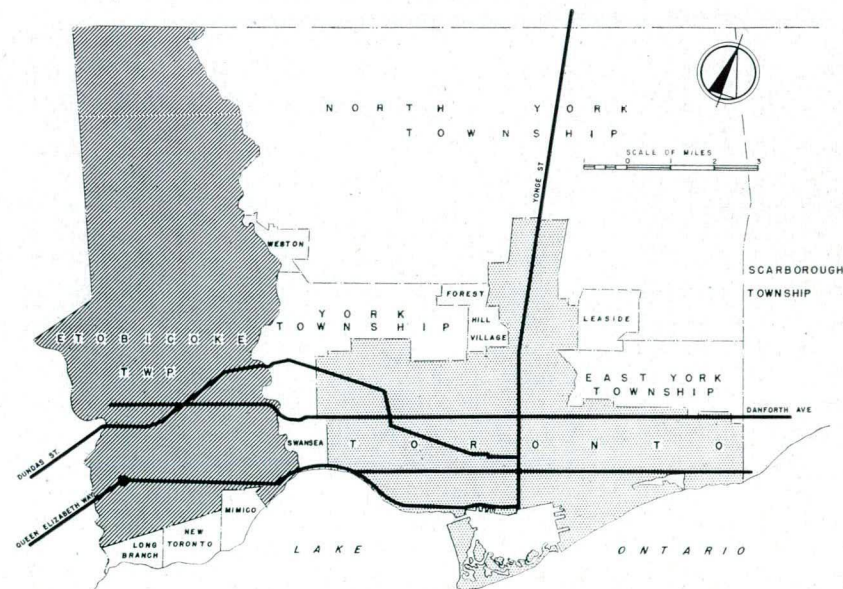 NORTH YORK
TOWNSHIP
SCALE OF MILES
1 0 1 2 3
YONGE ST
WESTON
SCARBOROUGH
TOWNSHIP
FOREST
HILL
VILLAGE
YORK
TOWNSHIP
LEASIDE
ETOBICOKE
TWP
EAST YORK
TOWNSHIP
DANFORTH AVE
DUNDAS ST.
SWANSEA
TORONTO
QUEEN ELIZABETH WAY
MIMICO
NEW
TORONTO
LONG
BRANCH
LAKE ONTARIO